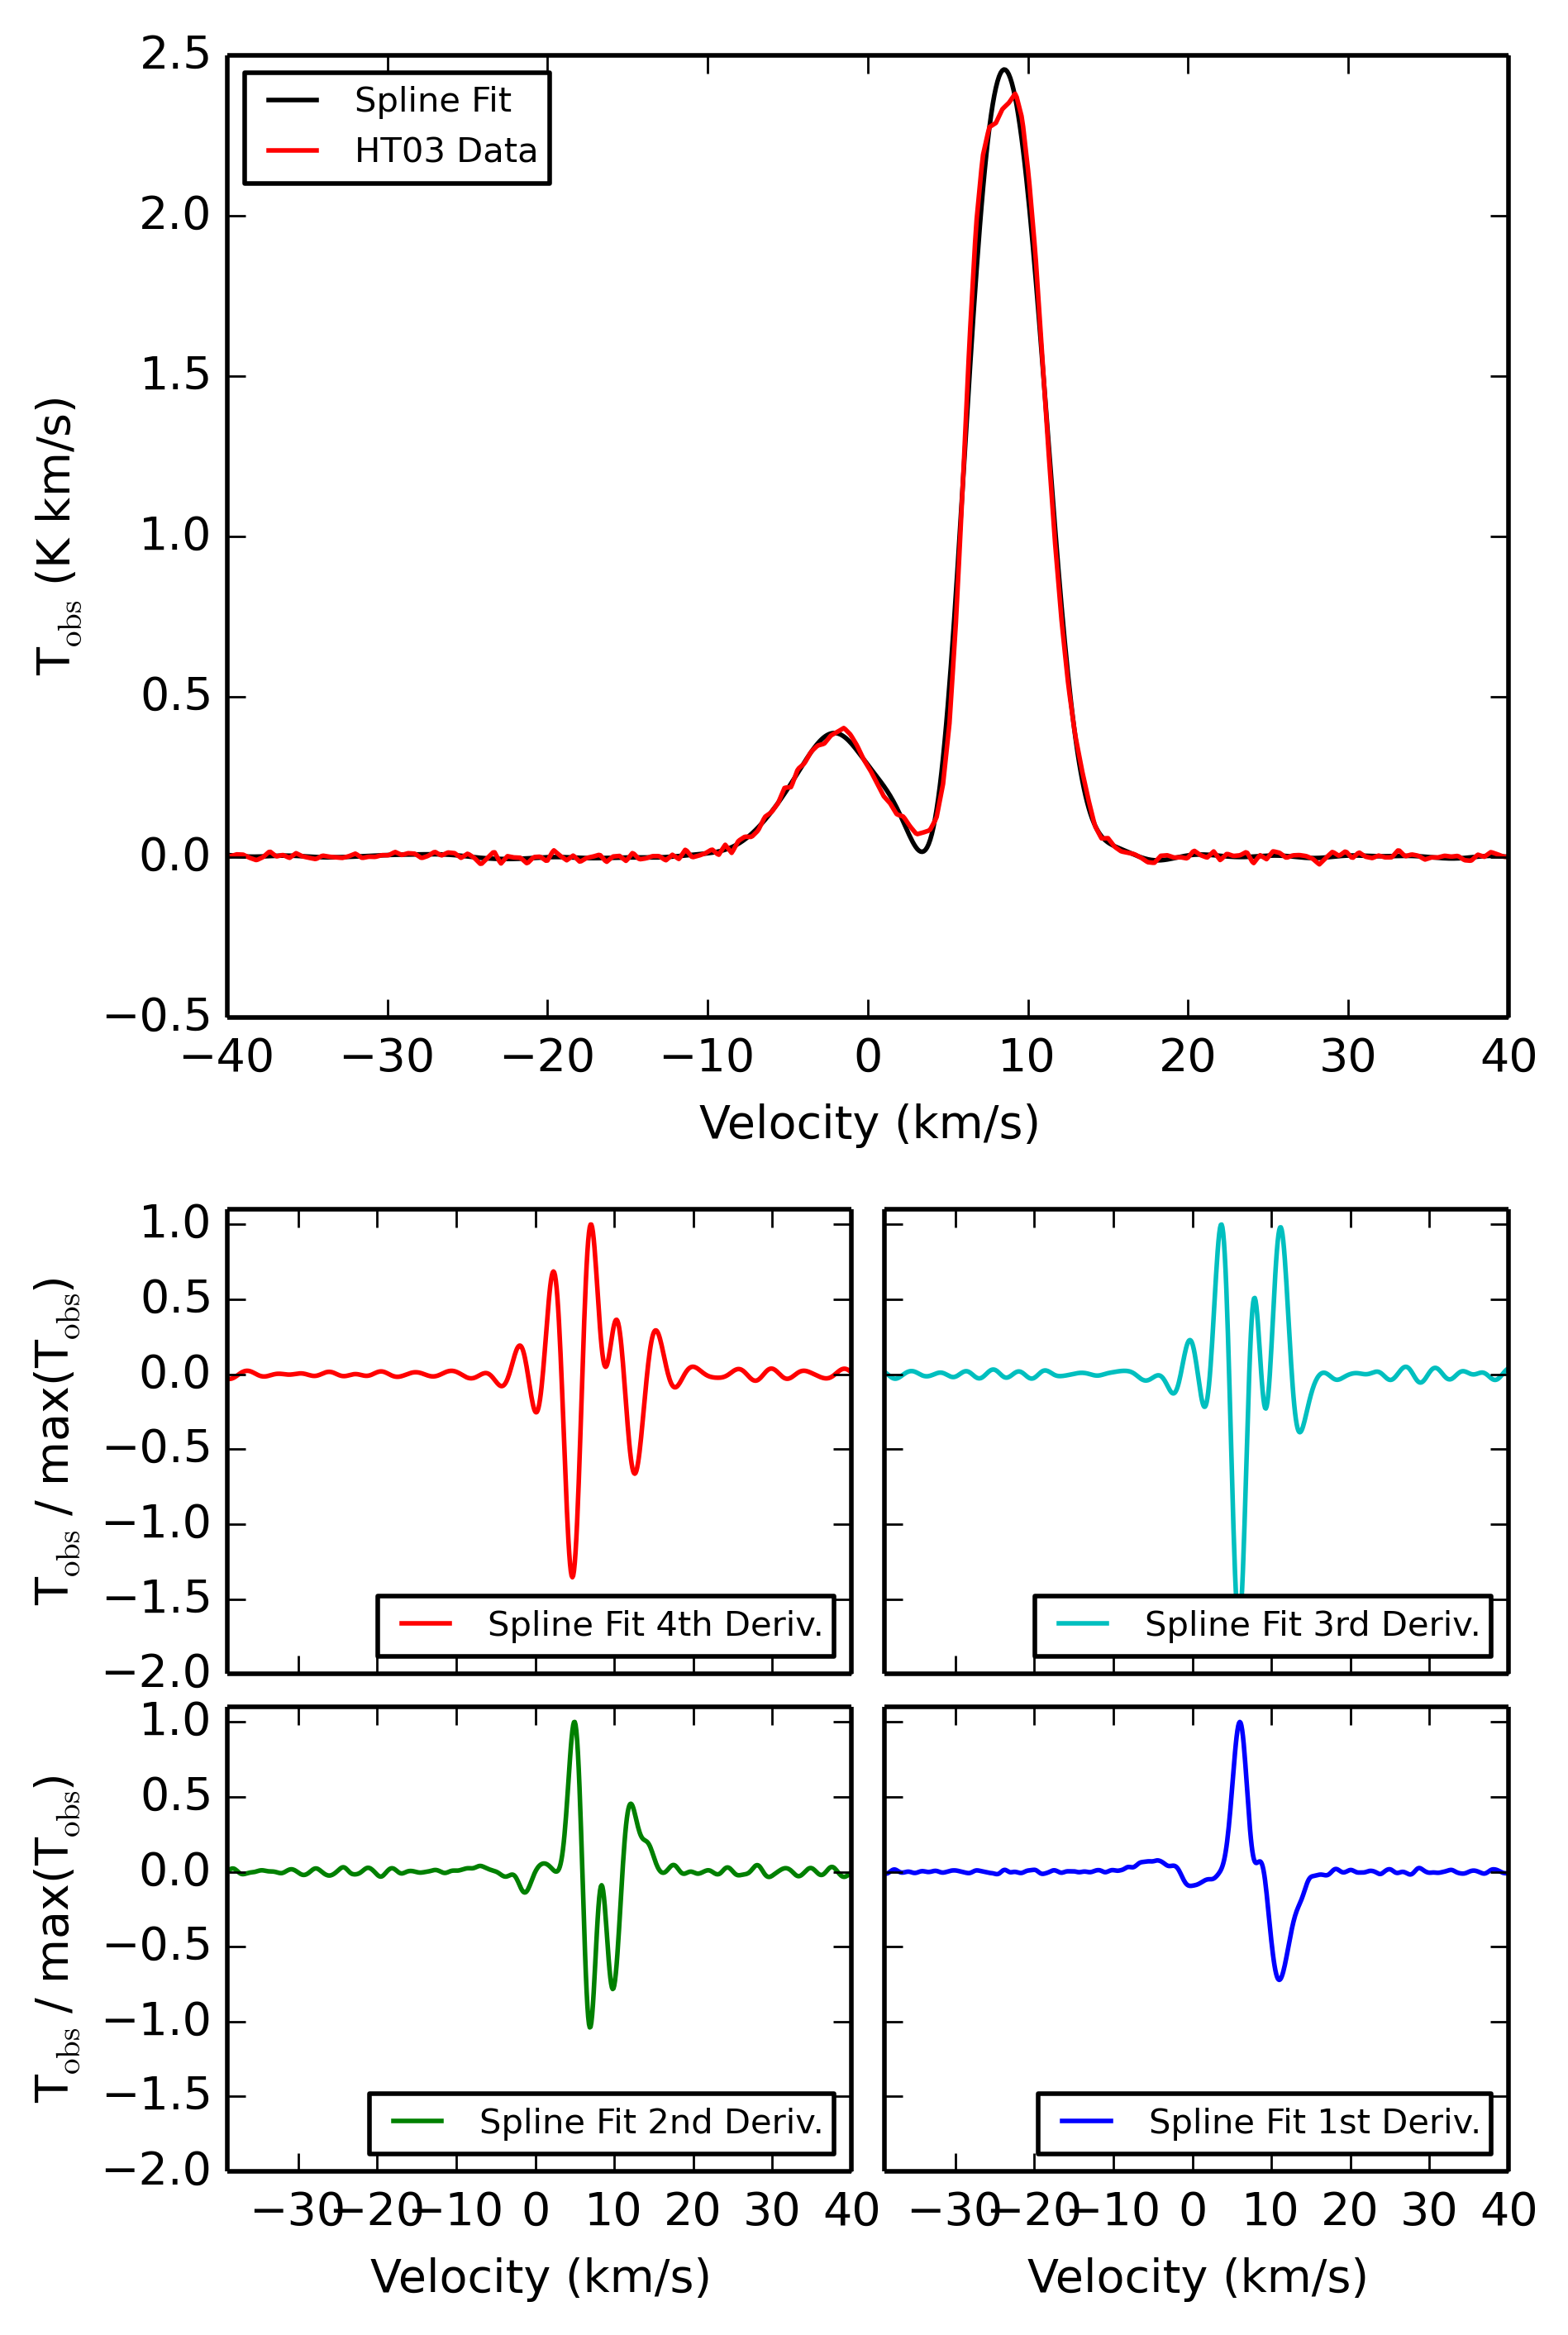 2.5
2.0
1.5
1.0
0.5
0.0
−0.5
T_obs (K km/s)
Spline Fit
HT03 Data
−40 −30 −20 −10 0 10 20 30 40
Velocity (km/s)
1.0
0.5
0.0
−0.5
−1.0
−1.5
−2.0
T_obs / max(T_obs)
Spline Fit 4th Deriv.
Spline Fit 3rd Deriv.
1.0
0.5
0.0
−0.5
−1.0
−1.5
−2.0
T_obs / max(T_obs)
Spline Fit 2nd Deriv.
Spline Fit 1st Deriv.
−30 −20 −10 0 10 20 30 40
−30 −20 −10 0 10 20 30 40
Velocity (km/s)
Velocity (km/s)